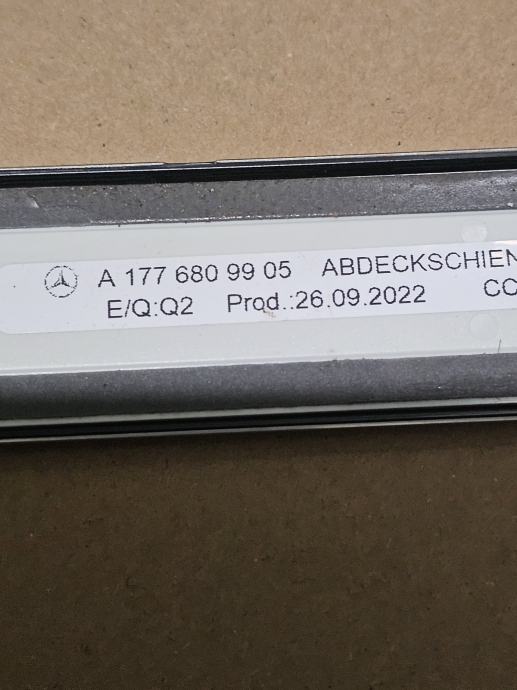 A 177 680 99 05 ABDECKSCHIEN
E/Q:Q2 Prod.:26.09.2022 CC